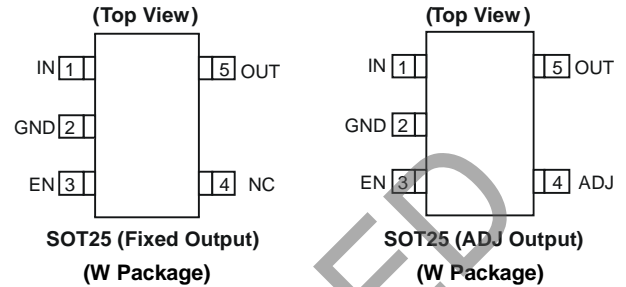 (Top View)
IN 1
5 OUT
GND 2
EN 3
4 NC
SOT25 (Fixed Output)
(W Package)
(Top View)
IN 1
5 OUT
GND 2
EN 3
4 ADJ
SOT25 (ADJ Output)
(W Package)
ED